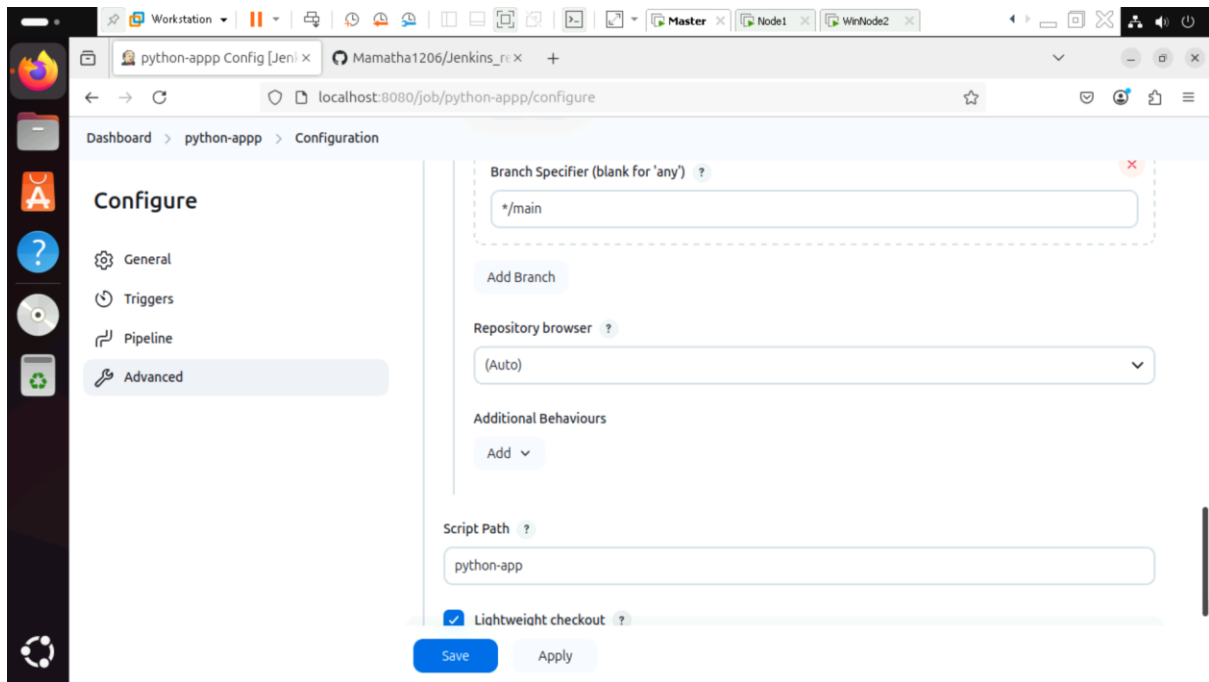 Workstation
Master
Node1
WinNode2
python-appp Config [Jen
Mamatha1206/Jenkins_re
localhost:8080/job/python-appp/configure
Dashboard > python-appp > Configuration
Configure
General
Triggers
Pipeline
Advanced
Branch Specifier (blank for 'any') ?
*/main
Add Branch
Repository browser ?
(Auto)
Additional Behaviours
Add
Script Path ?
python-app
Lightweight checkout ?
Save
Apply